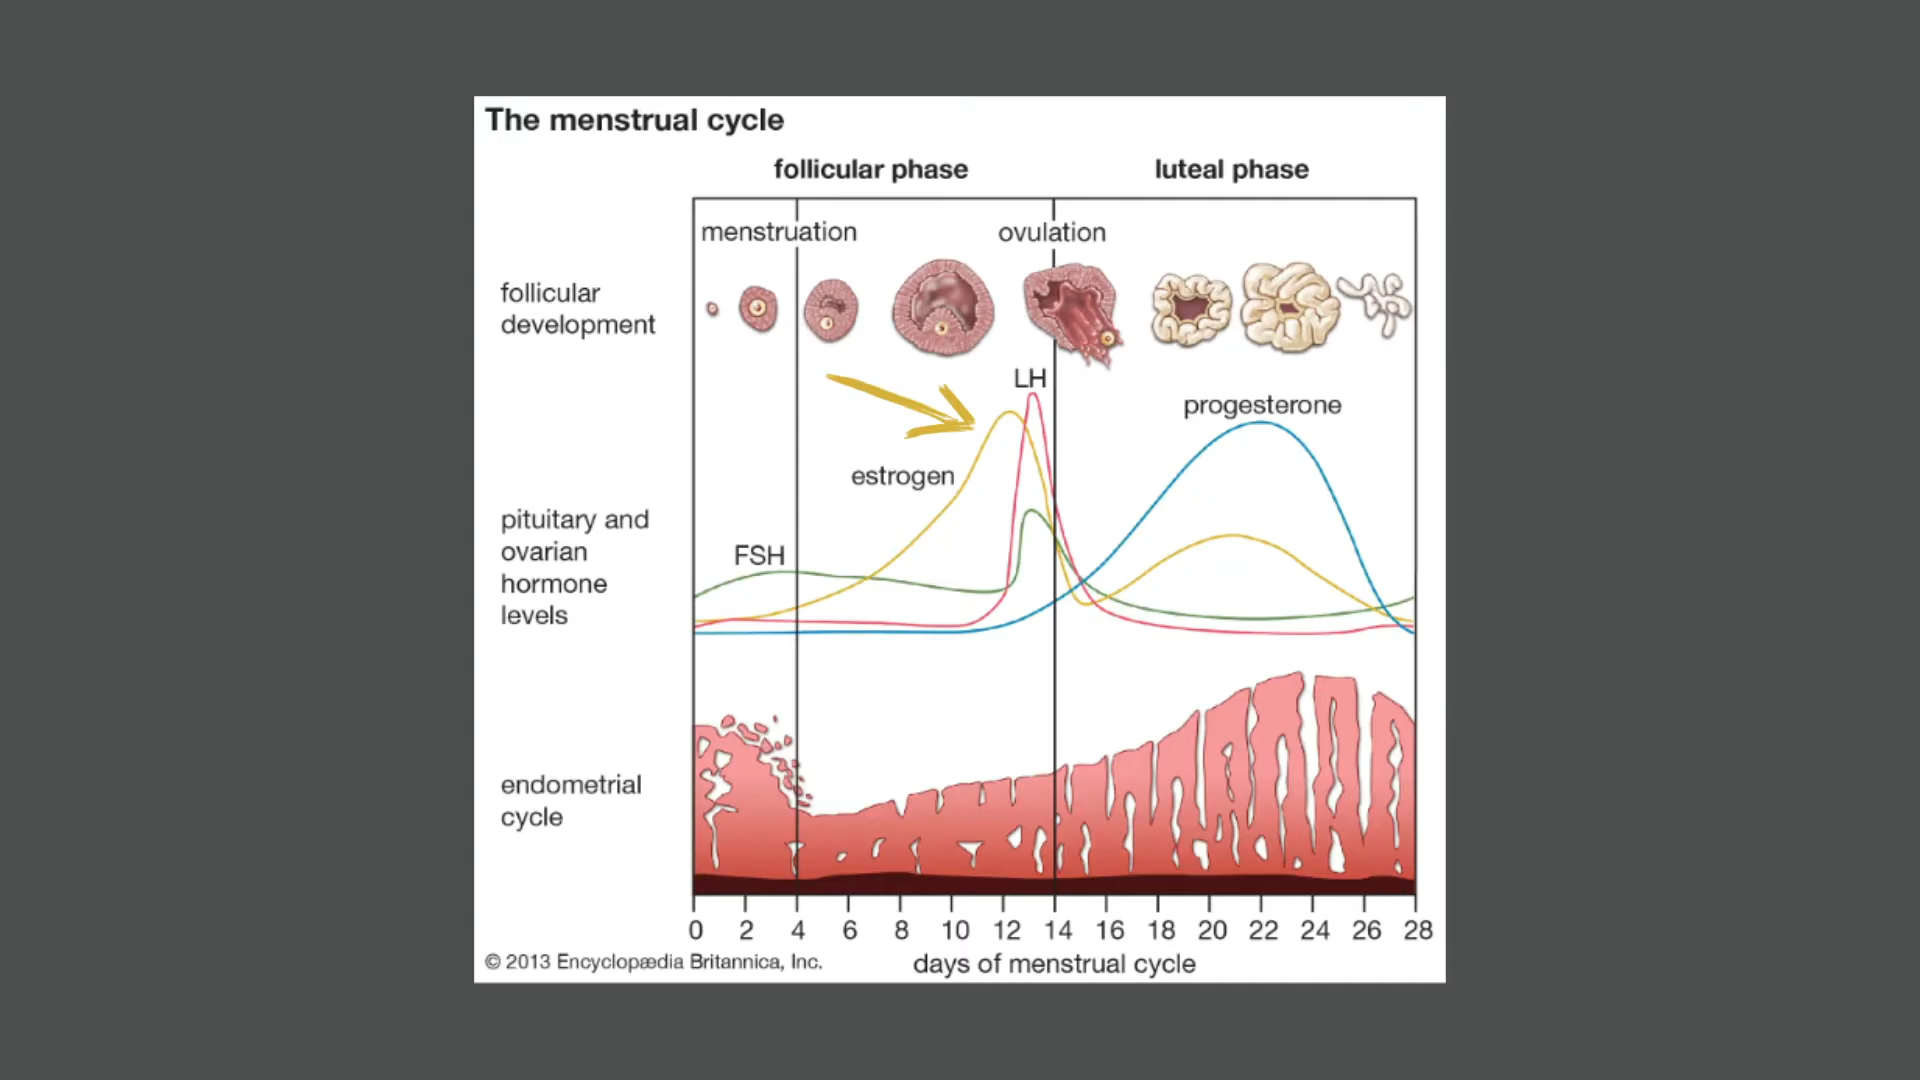 The menstrual cycle
follicular phase
luteal phase
menstruation
ovulation
follicular
development
LH
progesterone
estrogen
pituitary and
ovarian
hormone
levels
FSH
endometrial
cycle
0 2 4 6 8 10 12 14 16 18 20 22 24 26 28
days of menstrual cycle
© 2013 Encyclopædia Britannica, Inc.